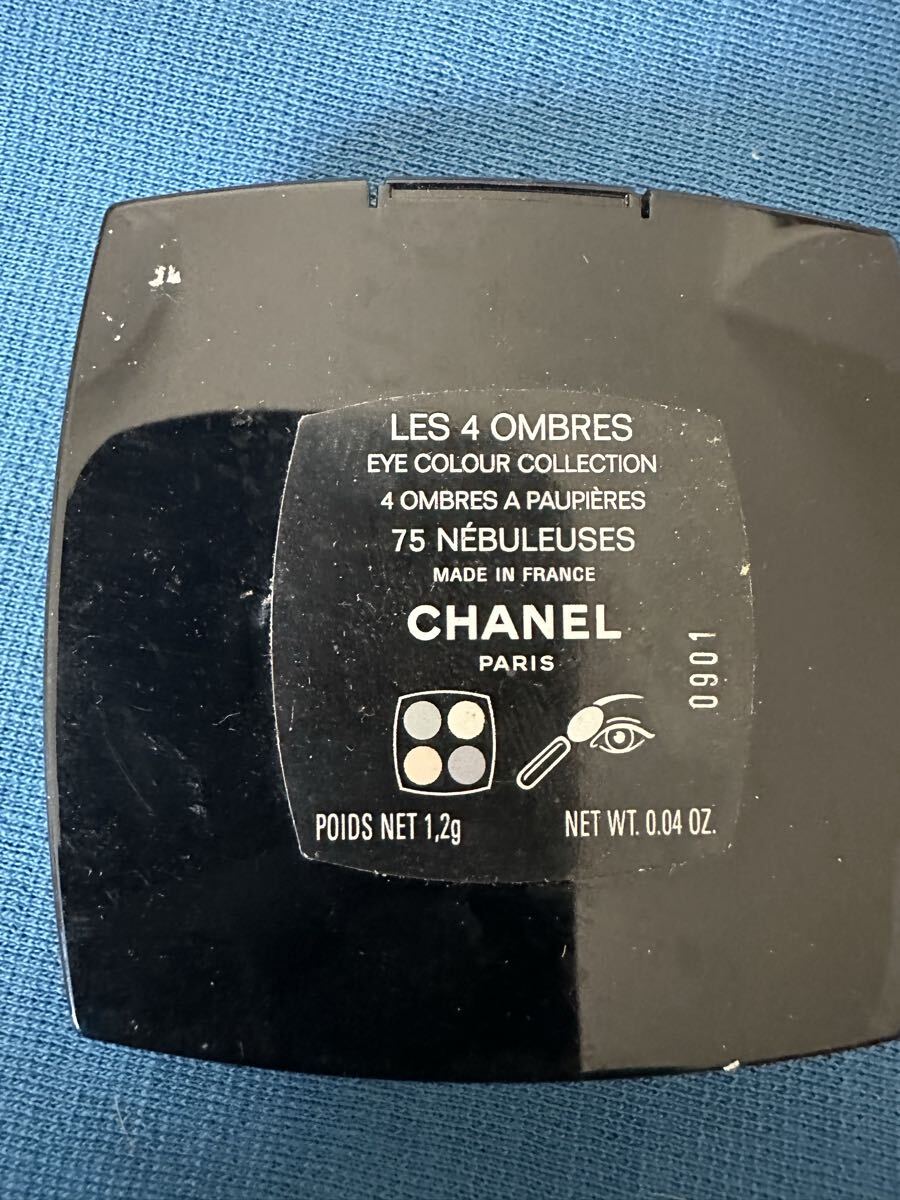 LES 4 OMBRES
EYE COLOUR COLLECTION
4 OMBRES A PAUPIÈRES
75 NÉBULEUSES
MADE IN FRANCE
CHANEL
PARIS
0901
POIDS NET 1,2g
NET WT. 0.04 OZ.